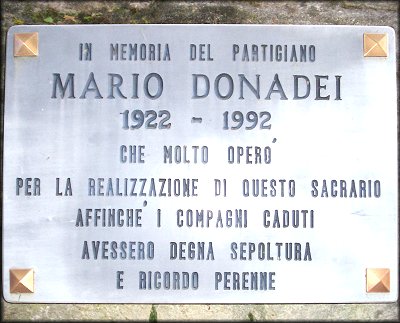 IN MEMORIA DEL PARTIGIANO
MARIO DONADEI
1922 - 1992
CHE MOLTO OPERO'
PER LA REALIZZAZIONE DI QUESTO SACRARIO
AFFINCHE' I COMPAGNI CADUTI
AVESSERO DEGNA SEPOLTURA
E RICORDO PERENNE